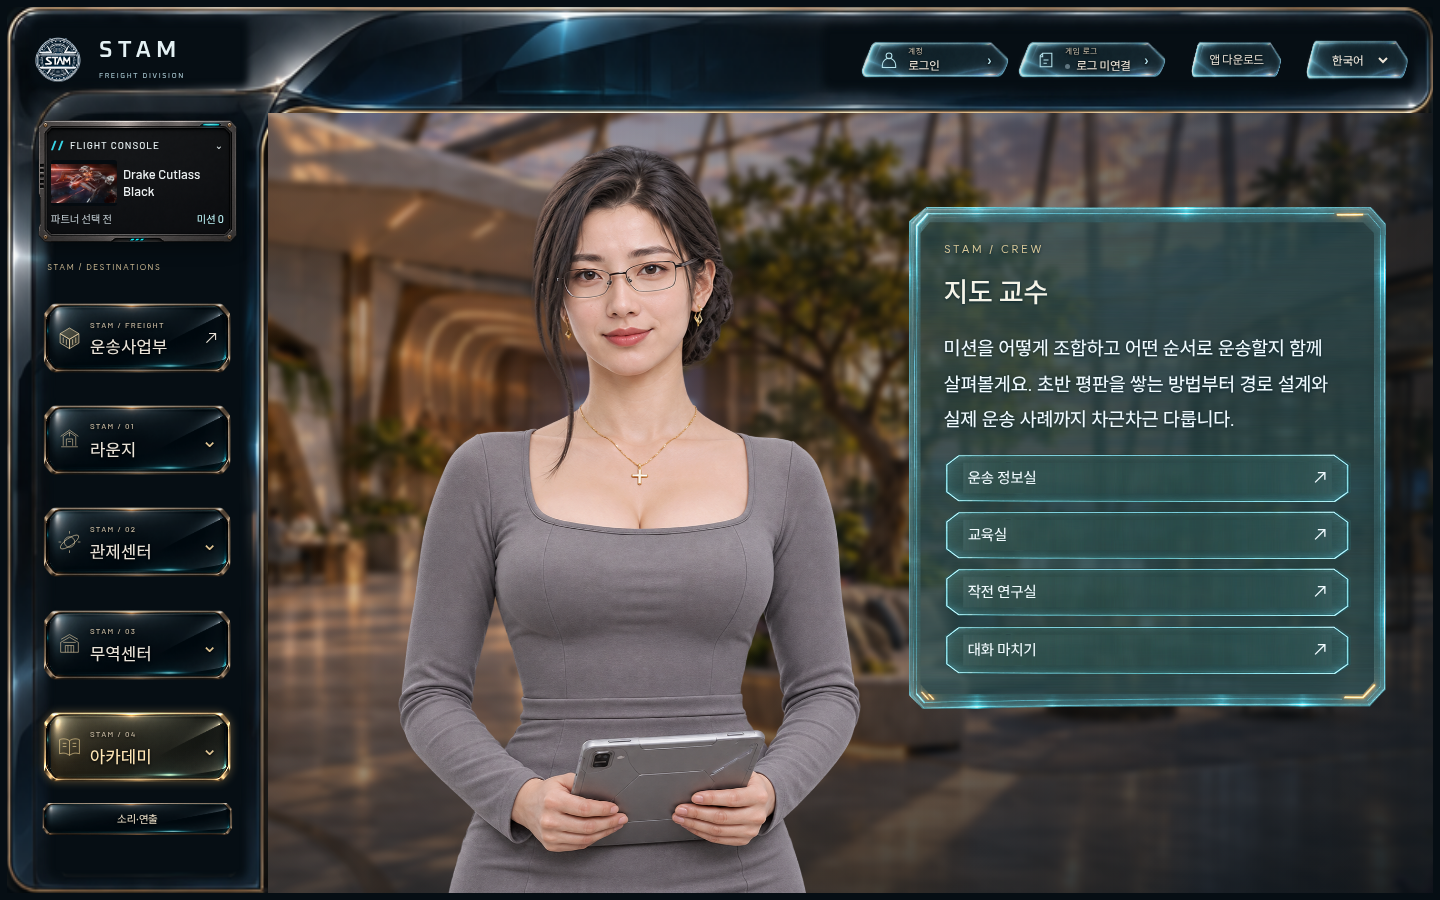 STAM
FREIGHT DIVISION
STAM
계정
로그인
게임 로그
로그 미연결
앱 다운로드
한국어
// FLIGHT CONSOLE
Drake Cutlass
Black
파트너 선택 전
미션 0
STAM / DESTINATIONS
STAM / FREIGHT
운송사업부
STAM / 01
라운지
STAM / 02
관제센터
STAM / 03
무역센터
STAM / 04
아카데미
소리·연출
STAM / CREW
지도 교수
미션을 어떻게 조합하고 어떤 순서로 운송할지 함께
살펴볼게요. 초반 평판을 쌓는 방법부터 경로 설계와
실제 운송 사례까지 차근차근 다룹니다.
운송 정보실
교육실
작전 연구실
대화 마치기